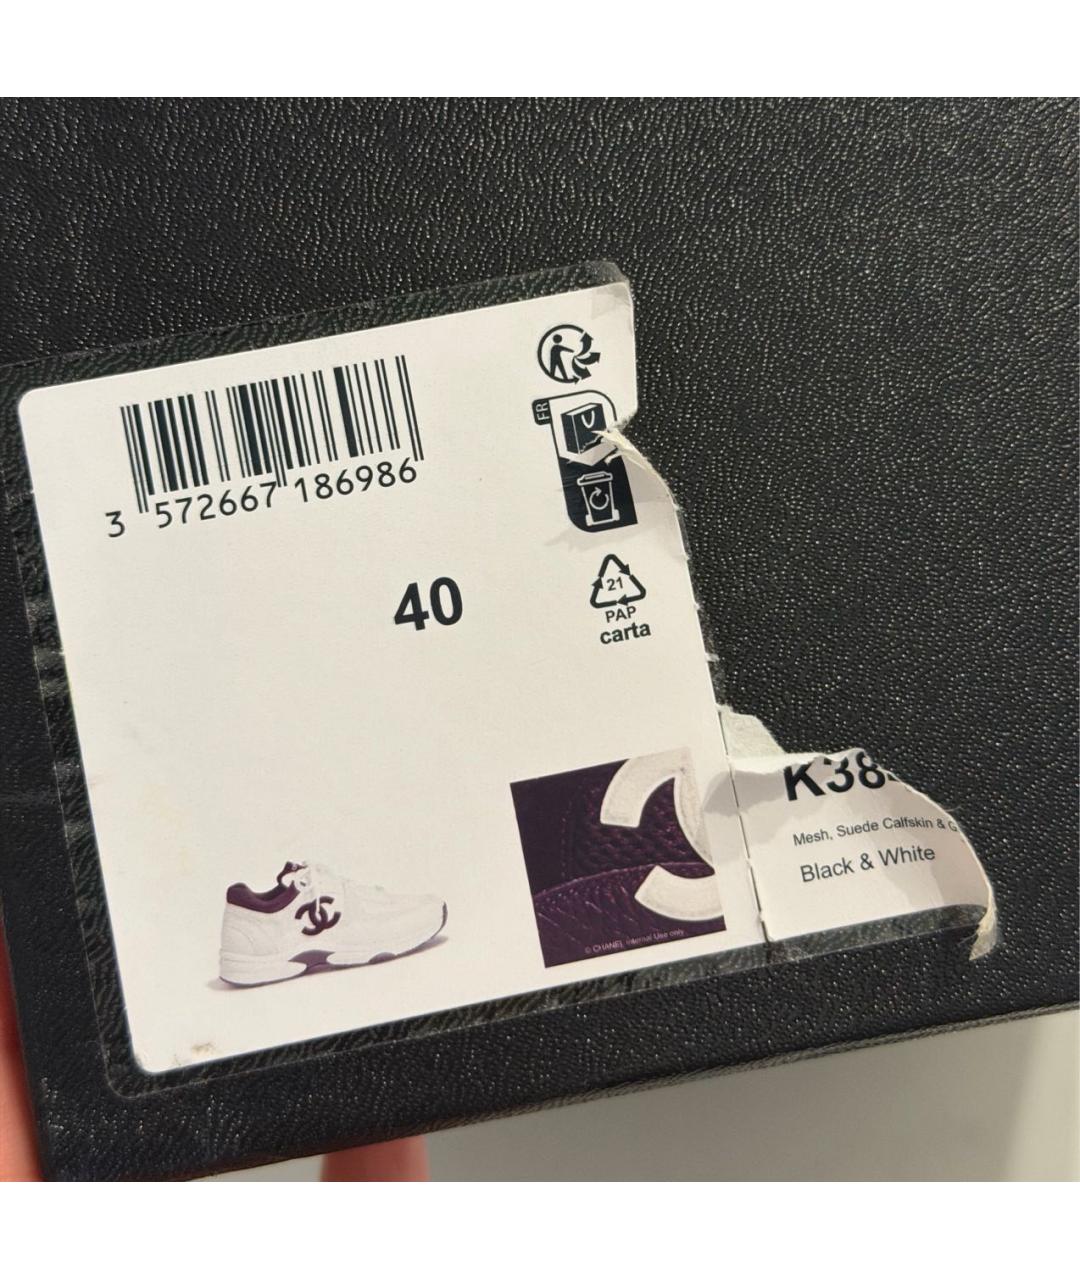 3 572667 186986
FR
40
21
PAP
carta
K38
Mesh, Suede Calfskin & G
Black & White
© CHANEL Internal Use only